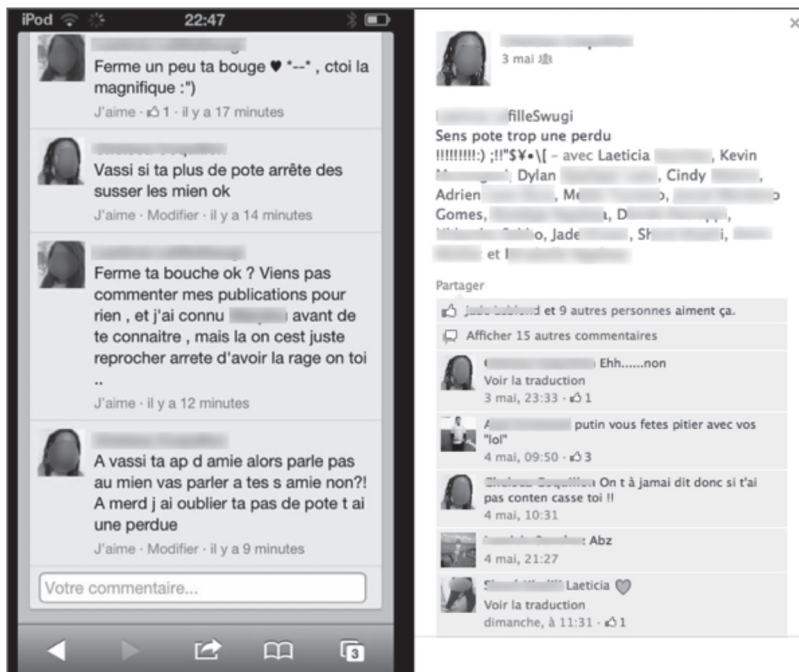 iPod 22:47
Ferme un peu ta bouge ♥ *--* , ctoi la
magnifique :")
J'aime · 1 · il y a 17 minutes
Vassi si ta plus de pote arrête des
susser les mien ok
J'aime · Modifier · il y a 14 minutes
Ferme ta bouche ok ? Viens pas
commenter mes publications pour
rien , et j'ai connu avant de
te connaitre , mais la on cest juste
reprocher arrete d'avoir la rage on toi
..
J'aime · il y a 12 minutes
A vassi ta ap d amie alors parle pas
au mien vas parler a tes s amie non?!
A merd j ai oublier ta pas de pote t ai
une perdue
J'aime · Modifier · il y a 9 minutes
Votre commentaire...
3
3 mai
filleSwugi
Sens pote trop une perdu
!!!!!!!!!:) ;!!"$¥•\[ – avec Laeticia , Kevin
, Dylan , Cindy ,
Adrien , M
Gomes, , D ,
, Jade , Sh ,
et
Partager
et 9 autres personnes aiment ça.
Afficher 15 autres commentaires
Ehh......non
Voir la traduction
3 mai, 23:33 · 1
putin vous fetes pitier avec vos
"lol"
4 mai, 09:50 · 3
On t à jamai dit donc si t'ai
pas conten casse toi !!
4 mai, 10:31
: Abz
4 mai, 21:27
Laeticia
Voir la traduction
dimanche, à 11:31 · 1